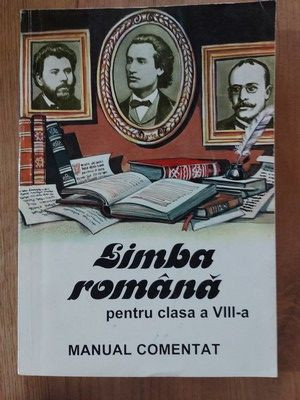 Limba
română
pentru clasa a VIII-a
MANUAL COMENTAT